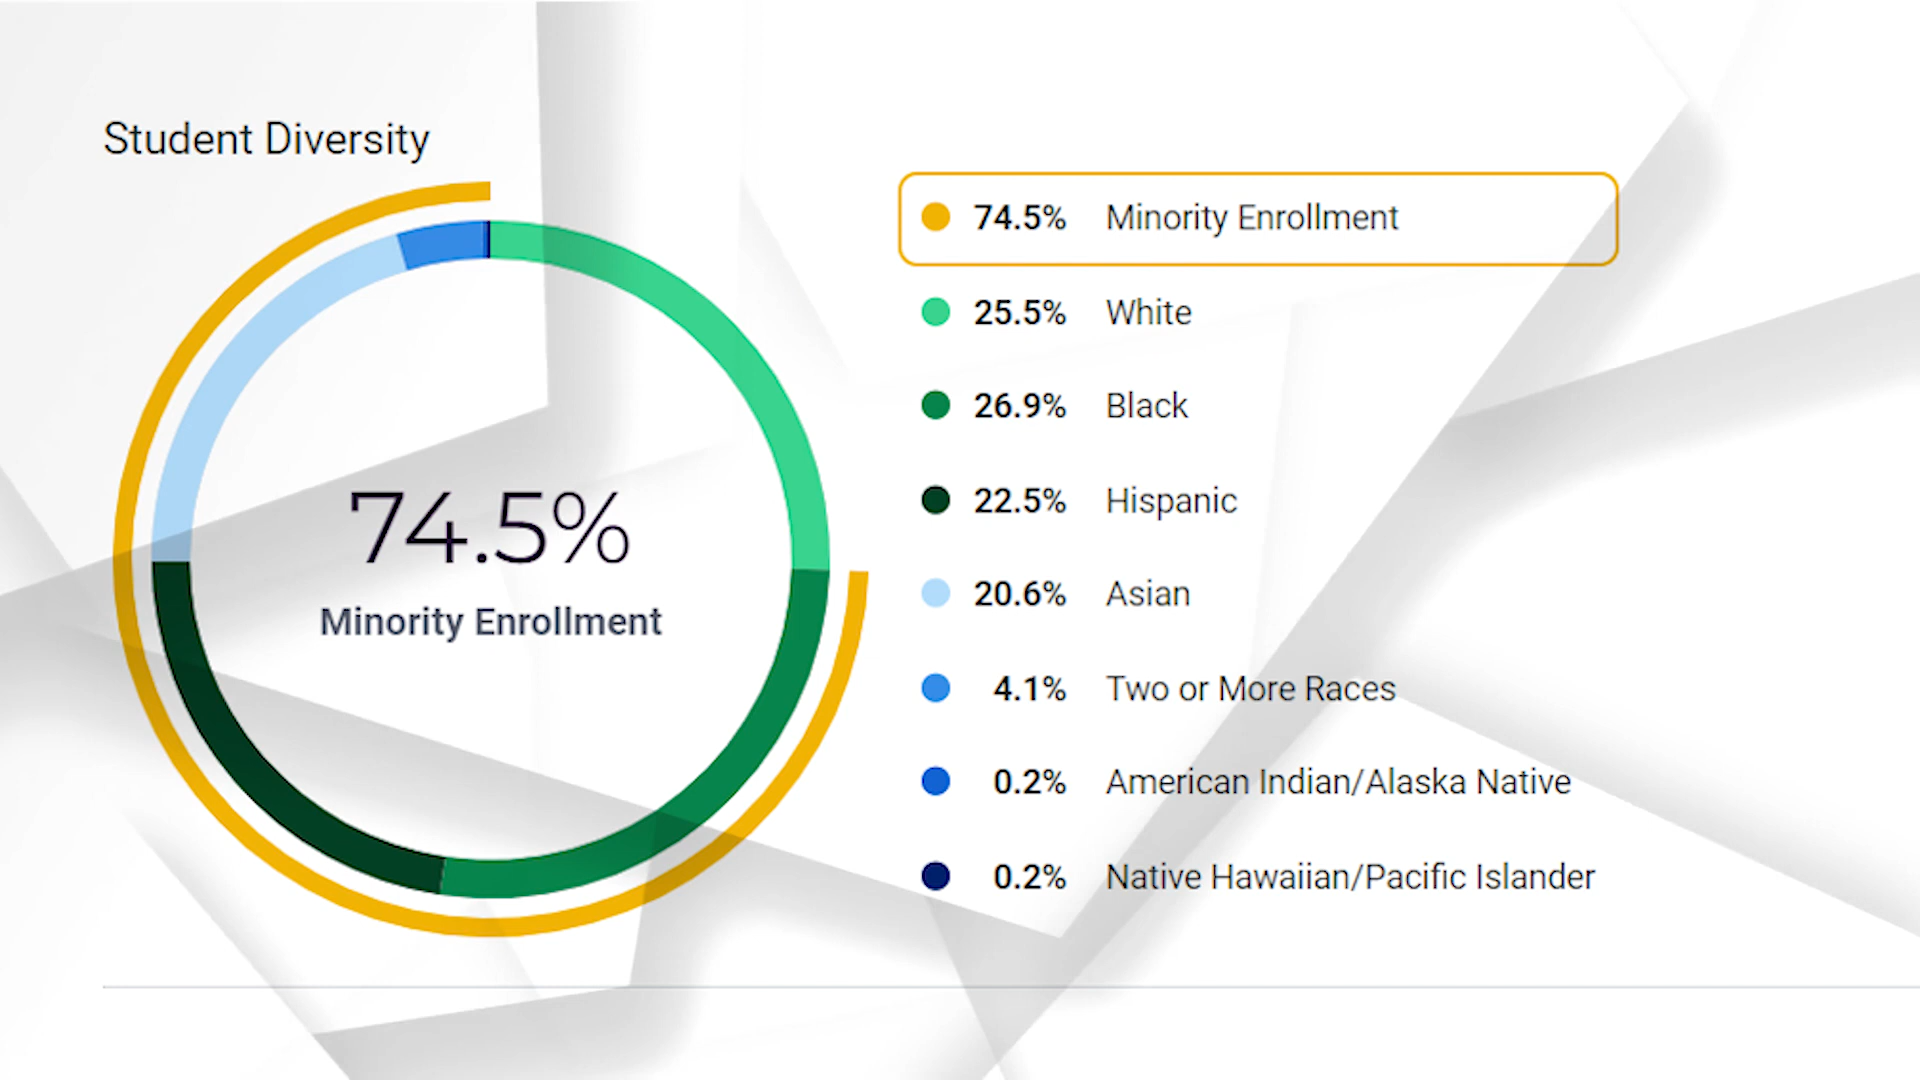 Student Diversity
74.5%
Minority Enrollment
74.5% Minority Enrollment
25.5% White
26.9% Black
22.5% Hispanic
20.6% Asian
4.1% Two or More Races
0.2% American Indian/Alaska Native
0.2% Native Hawaiian/Pacific Islander